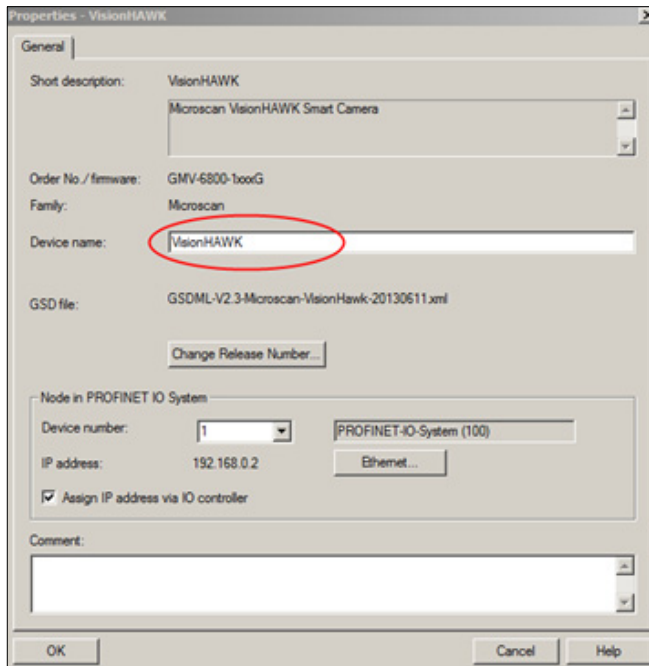 Properties - VisionHAWK
General
Short description: VisionHAWK
Microscan VisionHAWK Smart Camera
Order No./ firmware: GMV-6800-1xxxG
Family: Microscan
Device name: VisionHAWK
GSD file: GSDML-V2.3-Microscan-VisionHawk-20130611.xml
Change Release Number...
Node in PROFINET IO System
Device number: 1 PROFINET-IO-System (100)
IP address: 192.168.0.2 Ethernet...
Assign IP address via IO controller
Comment:
OK Cancel Help